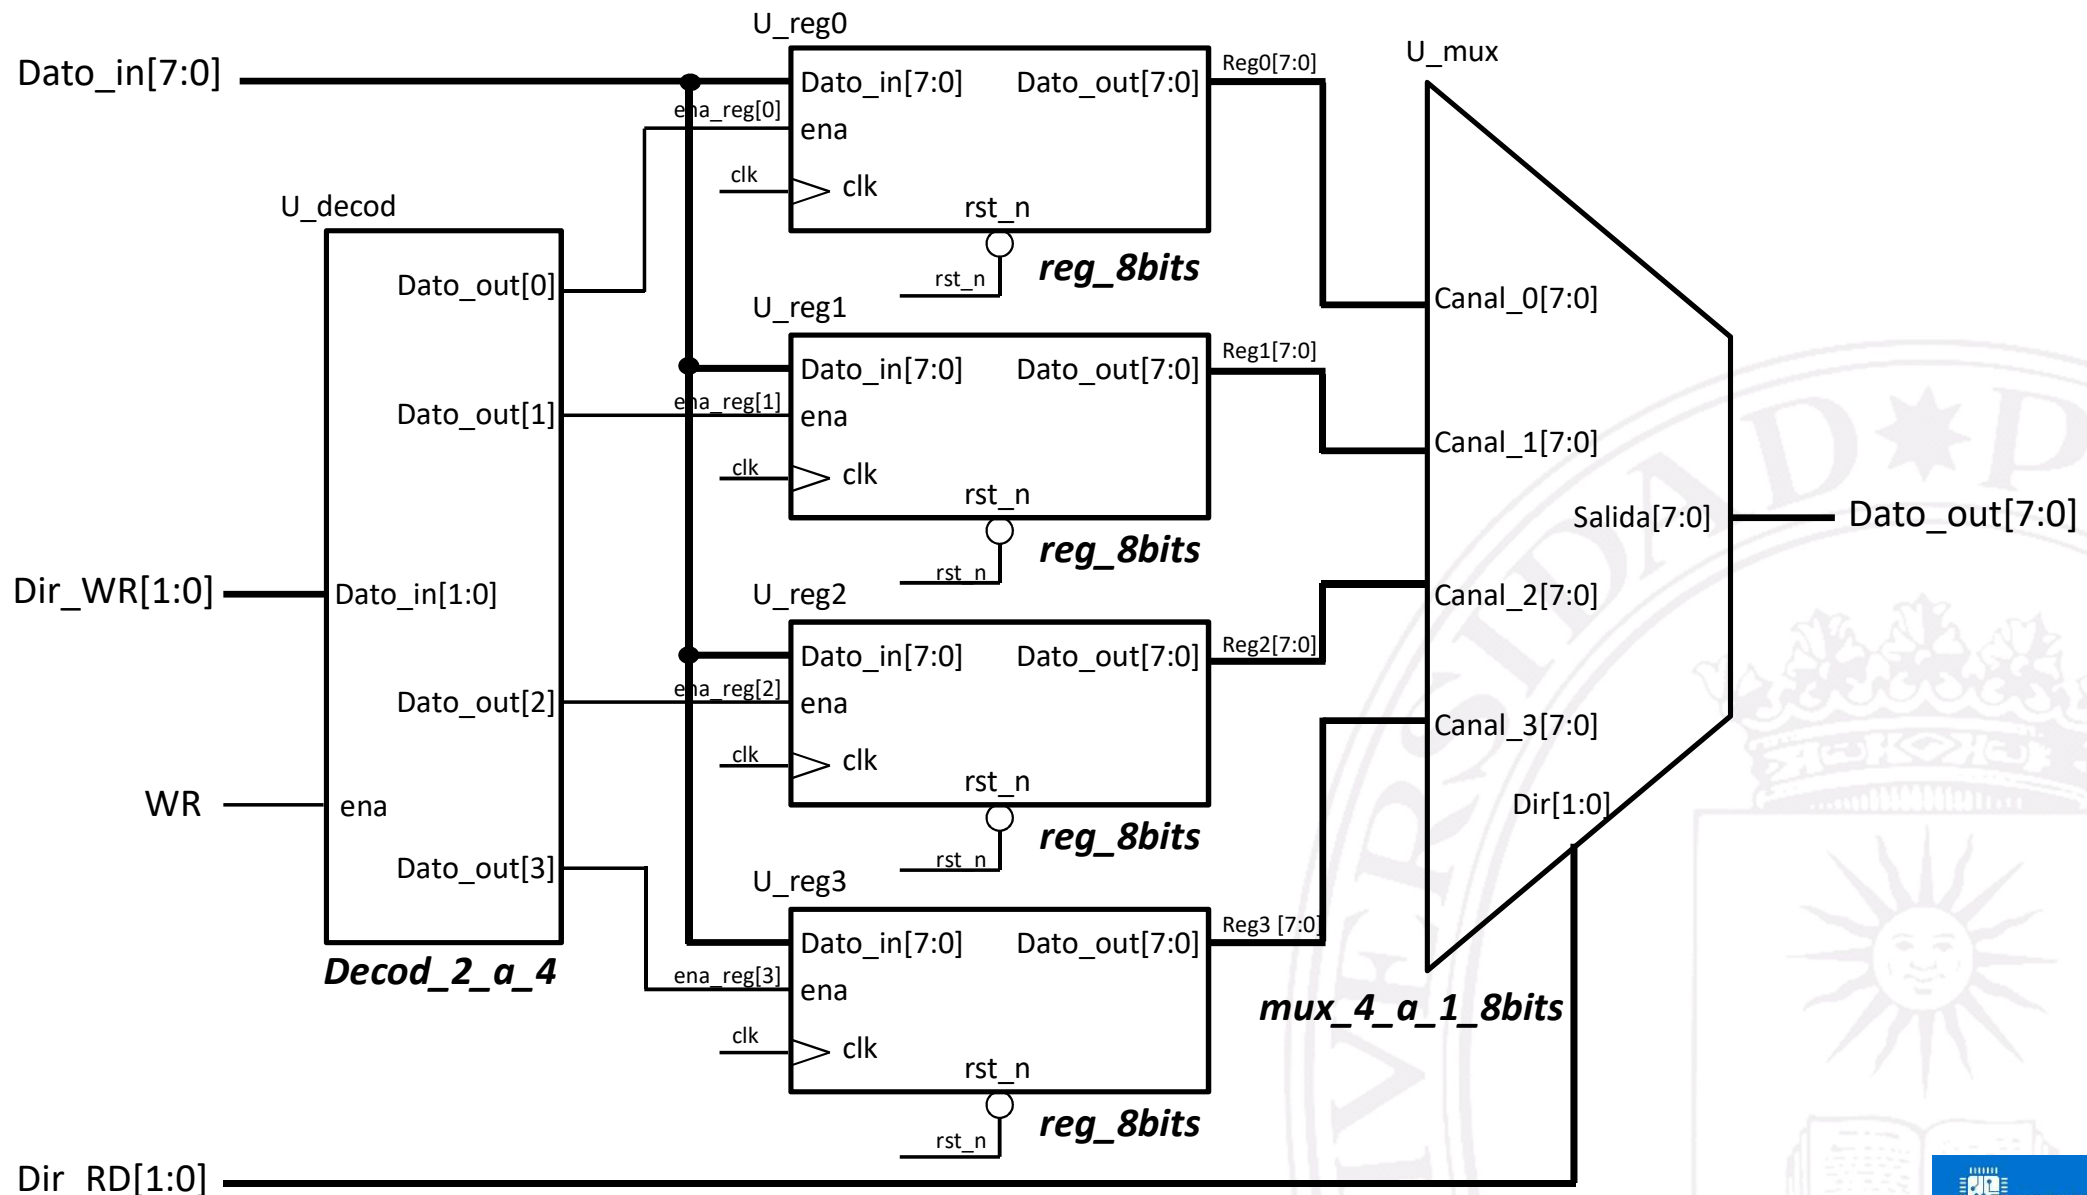 U_reg0
Dato_in[7:0]
Dato_in[7:0] Dato_out[7:0]
Reg0[7:0]
U_mux
ena_reg[0]
ena
clk
clk
rst_n
rst_n
reg_8bits
U_decod
Dato_out[0]
Canal_0[7:0]
U_reg1
Dato_in[7:0] Dato_out[7:0]
Reg1[7:0]
Dato_out[1]
ena_reg[1]
ena
Canal_1[7:0]
clk
clk
rst_n
rst_n
reg_8bits
Salida[7:0]
Dato_out[7:0]
Dir_WR[1:0]
Dato_in[1:0]
U_reg2
Canal_2[7:0]
Dato_in[7:0] Dato_out[7:0]
Reg2[7:0]
Dato_out[2]
ena_reg[2]
ena
Canal_3[7:0]
clk
clk
rst_n
rst_n
reg_8bits
WR
ena
Dir[1:0]
Dato_out[3]
U_reg3
Dato_in[7:0] Dato_out[7:0]
Reg3 [7:0]
Decod_2_a_4
ena_reg[3]
ena
mux_4_a_1_8bits
clk
clk
rst_n
rst_n
reg_8bits
Dir_RD[1:0]
VERSIDAD P